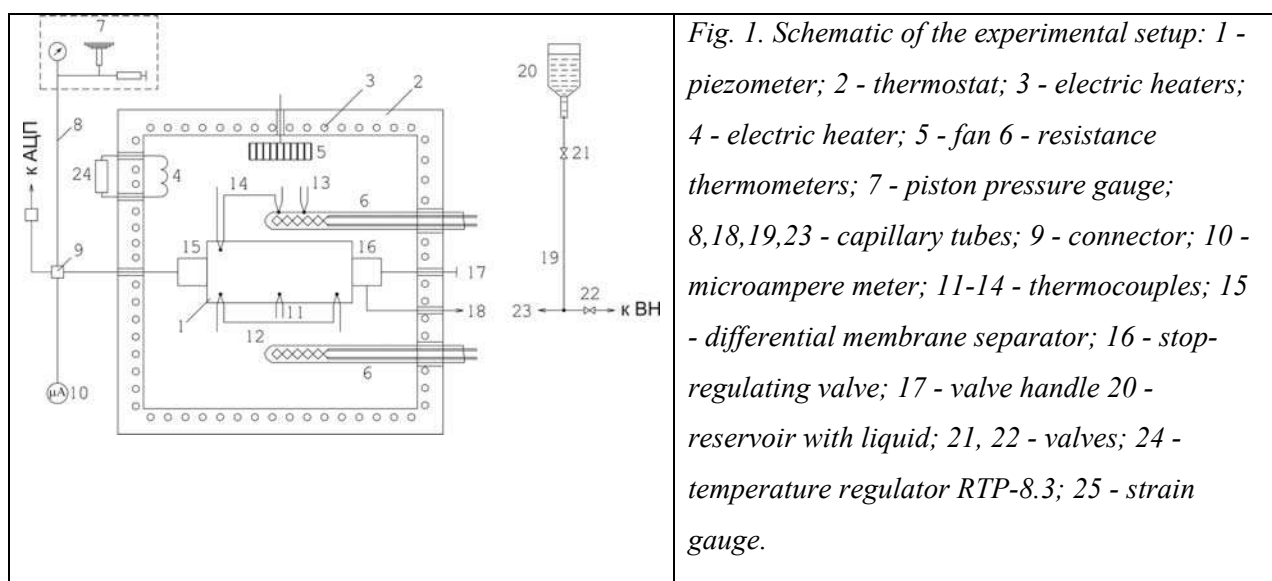 7
3
2
20
8
к АЦП
5
21
24
4
14
13
6
9
15
16
19
17
22
1
11
18
23
к ВН
12
6
μA
10
Fig. 1. Schematic of the experimental setup: 1 -
piezometer; 2 - thermostat; 3 - electric heaters;
4 - electric heater; 5 - fan 6 - resistance
thermometers; 7 - piston pressure gauge;
8,18,19,23 - capillary tubes; 9 - connector; 10 -
microampere meter; 11-14 - thermocouples; 15
- differential membrane separator; 16 - stop-
regulating valve; 17 - valve handle 20 -
reservoir with liquid; 21, 22 - valves; 24 -
temperature regulator RTP-8.3; 25 - strain
gauge.